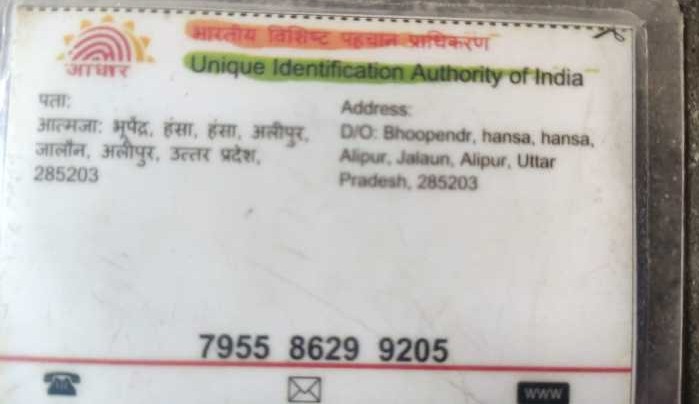 भारतीय विशिष्ट पहचान प्राधिकरण
आधार
Unique Identification Authority of India
पता:
आत्मजा: भूपेंद्र, हंसा, हंसा, अलीपुर,
जालौन, अलीपुर, उत्तर प्रदेश,
285203
Address:
D/O: Bhoopendr, hansa, hansa,
Alipur, Jalaun, Alipur, Uttar
Pradesh, 285203
7955 8629 9205
www